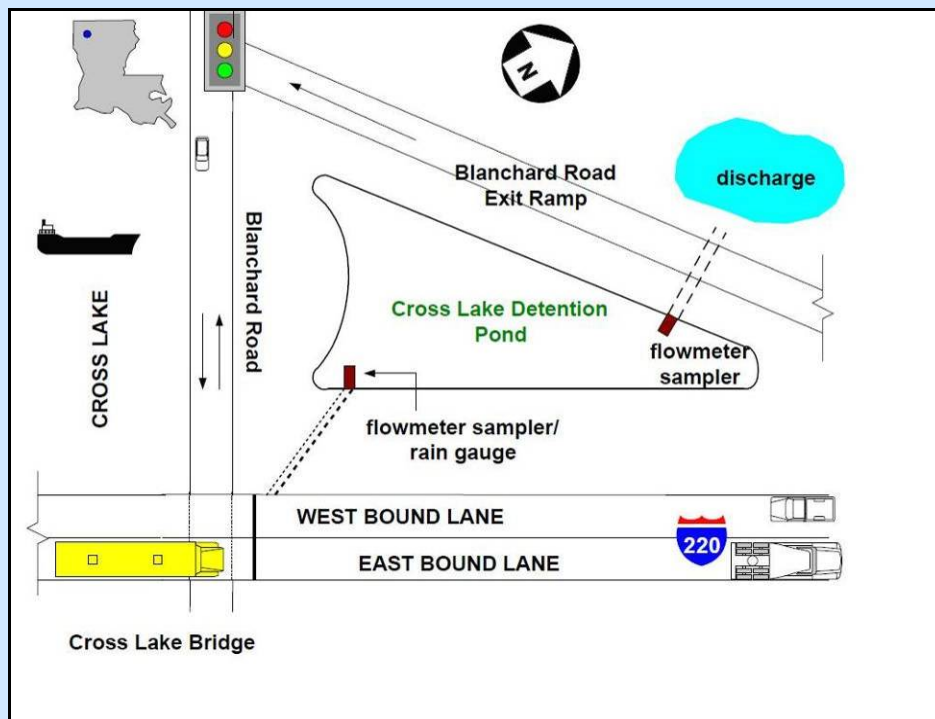 N
Blanchard Road
Exit Ramp
discharge
Blanchard Road
CROSS LAKE
Cross Lake Detention
Pond
flowmeter
sampler
flowmeter sampler/
rain gauge
WEST BOUND LANE
220
EAST BOUND LANE
Cross Lake Bridge